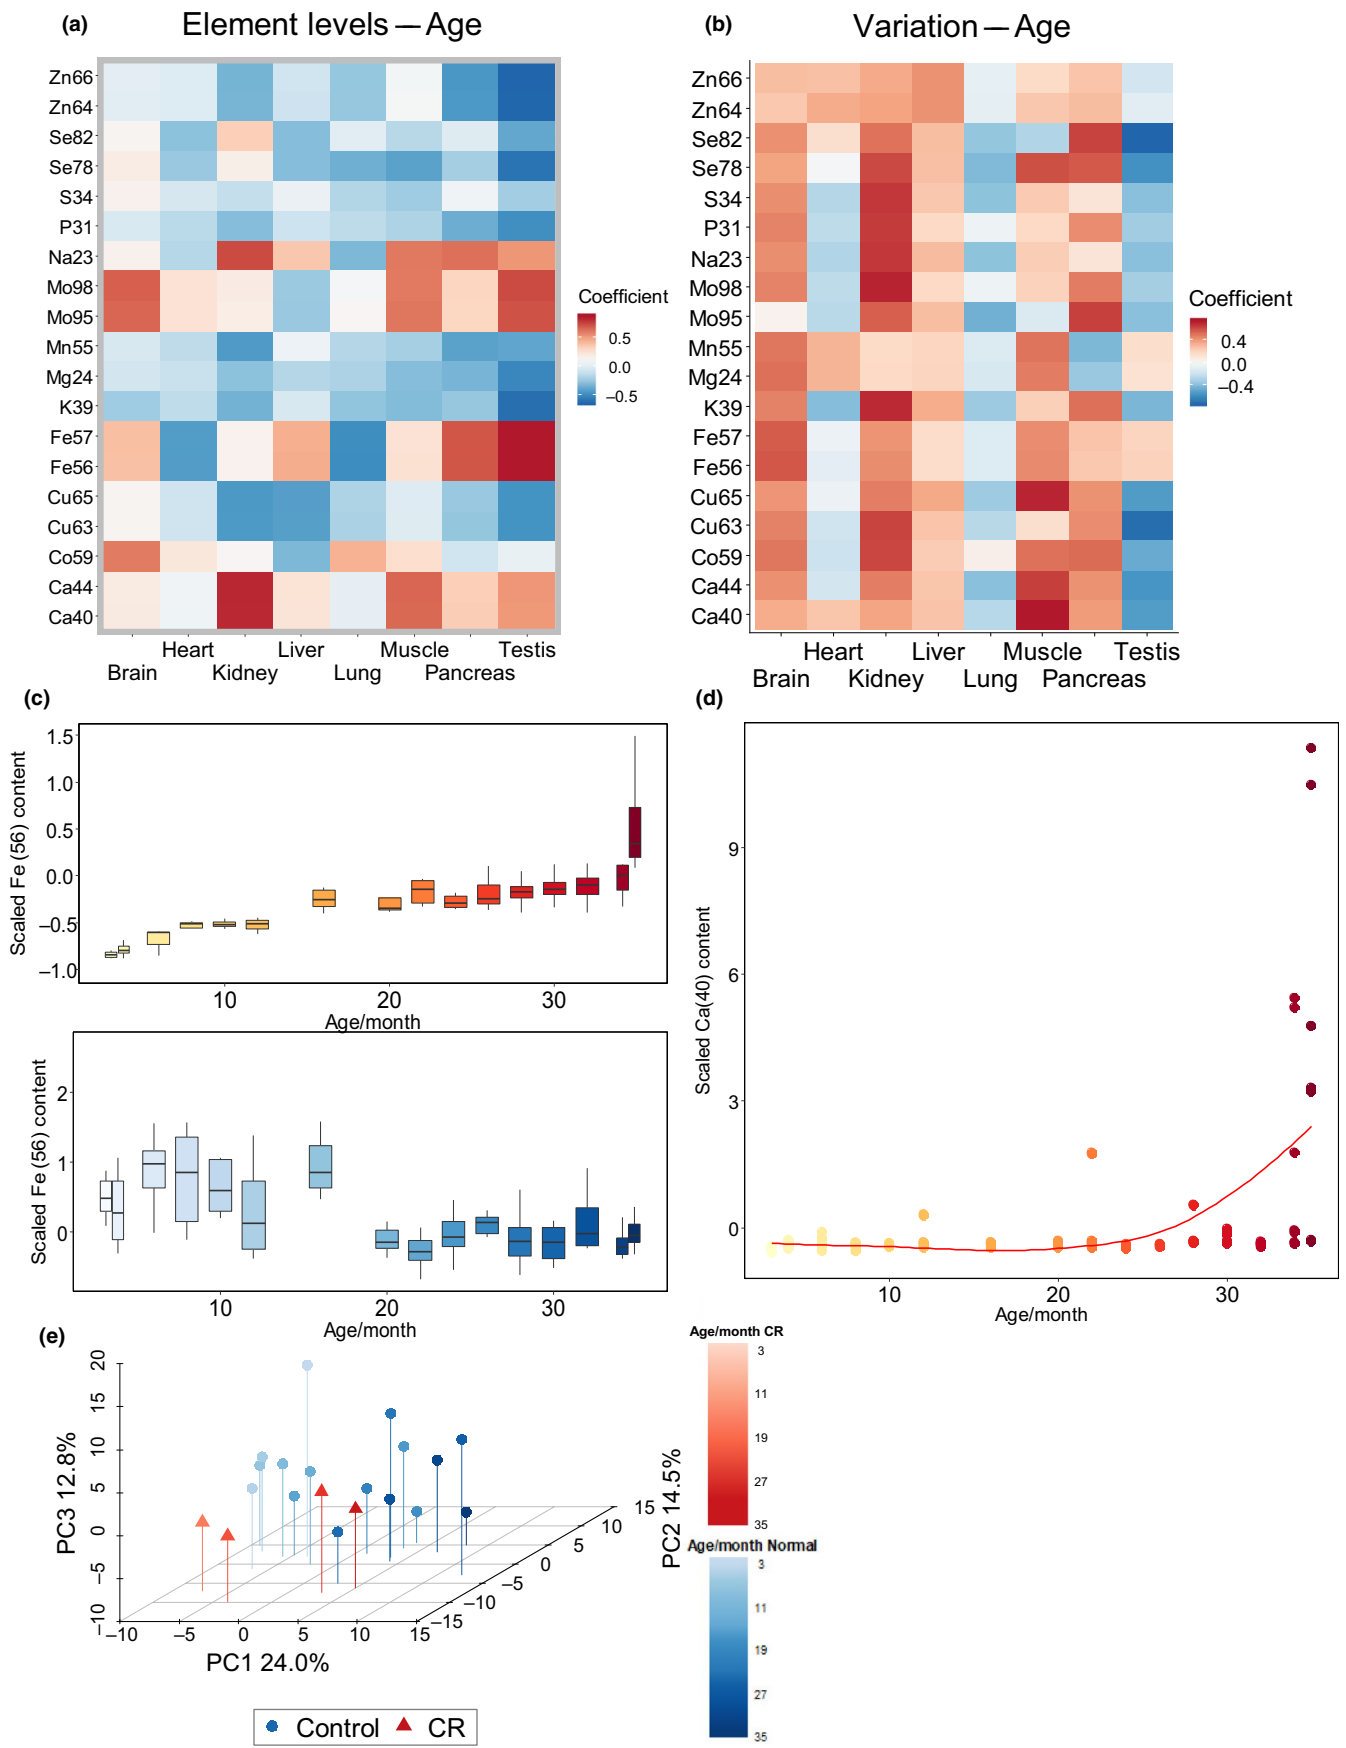 (a) Element levels — Age
Zn66
Zn64
Se82
Se78
S34
P31
Na23
Mo98
Mo95
Mn55
Mg24
K39
Fe57
Fe56
Cu65
Cu63
Co59
Ca44
Ca40
Heart Liver Muscle Testis
Brain Kidney Lung Pancreas
Coefficient
0.5
0.0
–0.5
(b) Variation — Age
Zn66
Zn64
Se82
Se78
S34
P31
Na23
Mo98
Mo95
Mn55
Mg24
K39
Fe57
Fe56
Cu65
Cu63
Co59
Ca44
Ca40
Heart Liver Muscle Testis
Brain Kidney Lung Pancreas
Coefficient
0.4
0.0
–0.4
(c)
Scaled Fe (56) content
1.5
1.0
0.5
0.0
–0.5
–1.0
10 20 30
Age/month
Scaled Fe (56) content
2
1
0
10 20 30
Age/month
(d)
Scaled Ca(40) content
9
6
3
0
10 20 30
Age/month
(e)
PC3 12.8%
20
15
10
5
0
–5
–10
–10 –5 0 5 10 15
PC1 24.0%
–15
–10
–5
0
5
10
15
PC2 14.5%
Control CR
Age/month CR
3
11
19
27
35
Age/month Normal
3
11
19
27
35